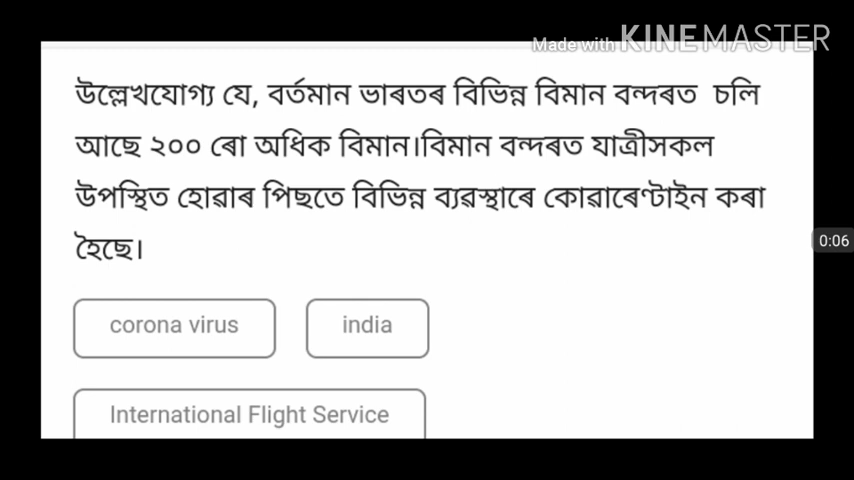 Made with KINEMASTER
উল্লেখযোগ্য যে, বৰ্তমান ভাৰতৰ বিভিন্ন বিমান বন্দৰত চলি
আছে ২০০ ৰো অধিক বিমান।বিমান বন্দৰত যাত্ৰীসকল
উপস্থিত হোৱাৰ পিছতে বিভিন্ন ব্যৱস্থাৰে কোৱাৰেণ্টাইন কৰা
0:06
হৈছে।
corona virus
india
International Flight Service